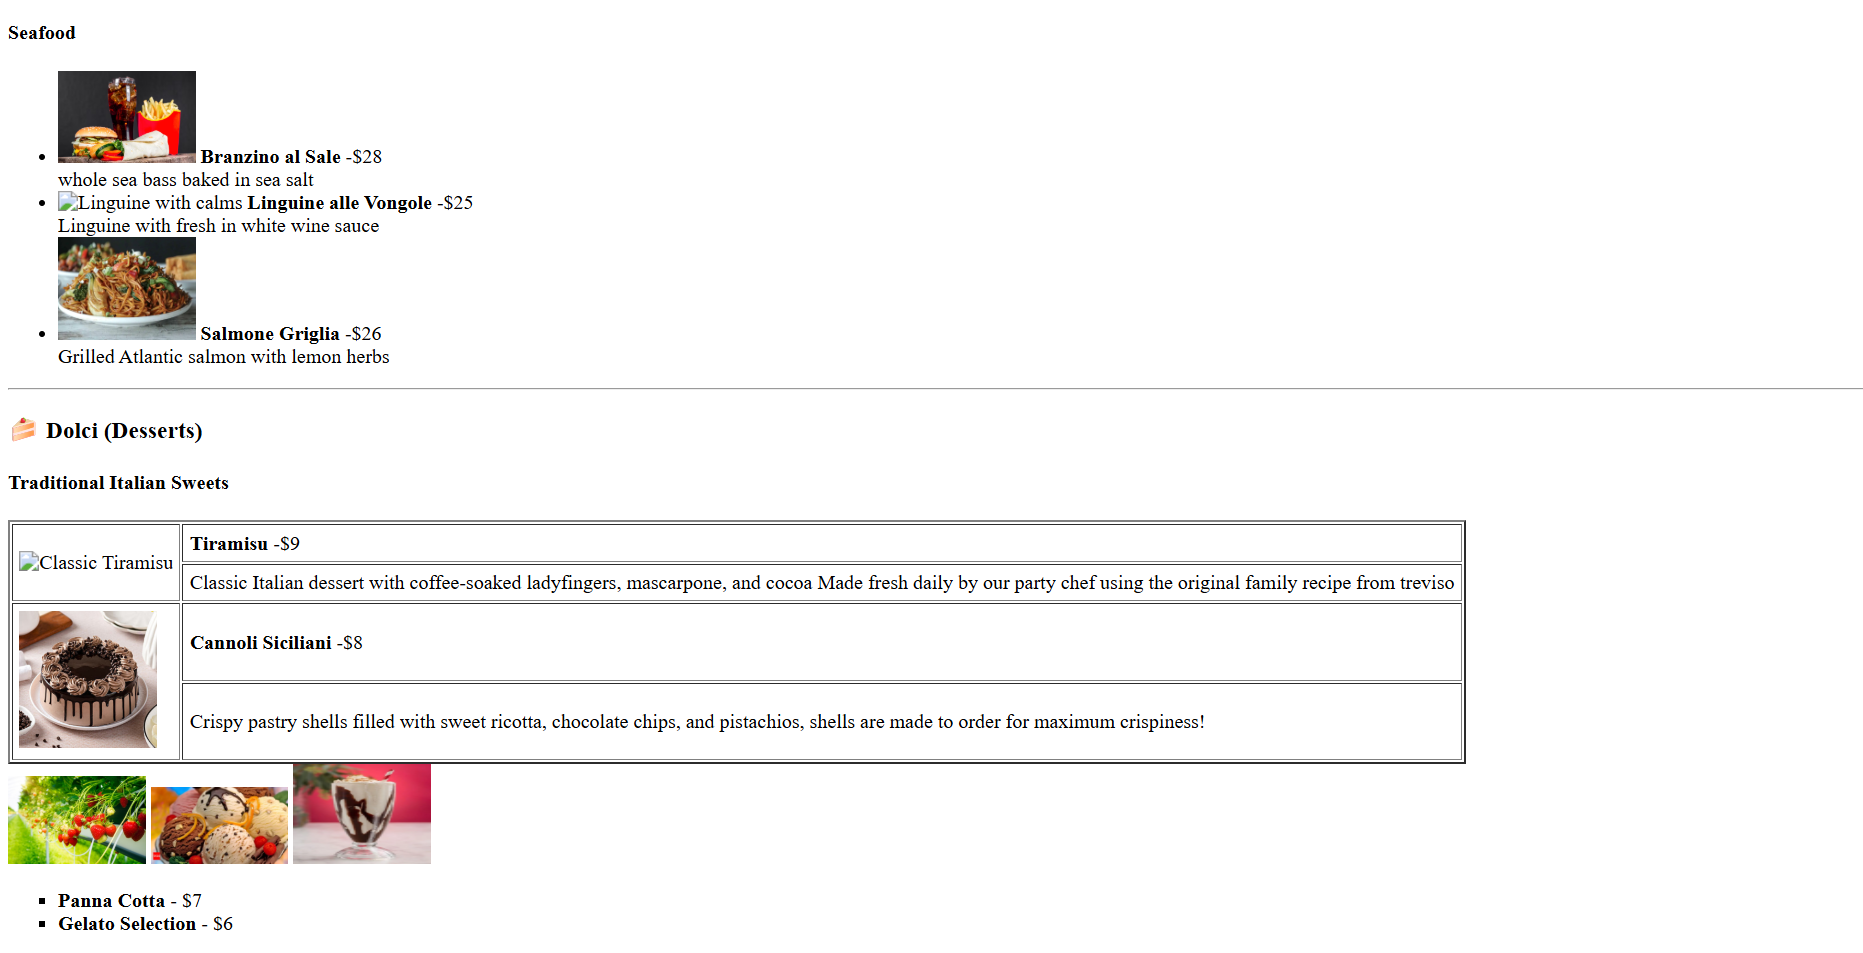 Seafood
Branzino al Sale -$28
whole sea bass baked in sea salt
Linguine with calms Linguine alle Vongole -$25
Linguine with fresh in white wine sauce
Salmone Griglia -$26
Grilled Atlantic salmon with lemon herbs
Dolci (Desserts)
Traditional Italian Sweets
Classic Tiramisu
Tiramisu -$9
Classic Italian dessert with coffee-soaked ladyfingers, mascarpone, and cocoa Made fresh daily by our party chef using the original family recipe from treviso
Cannoli Siciliani -$8
Crispy pastry shells filled with sweet ricotta, chocolate chips, and pistachios, shells are made to order for maximum crispiness!
Panna Cotta - $7
Gelato Selection - $6